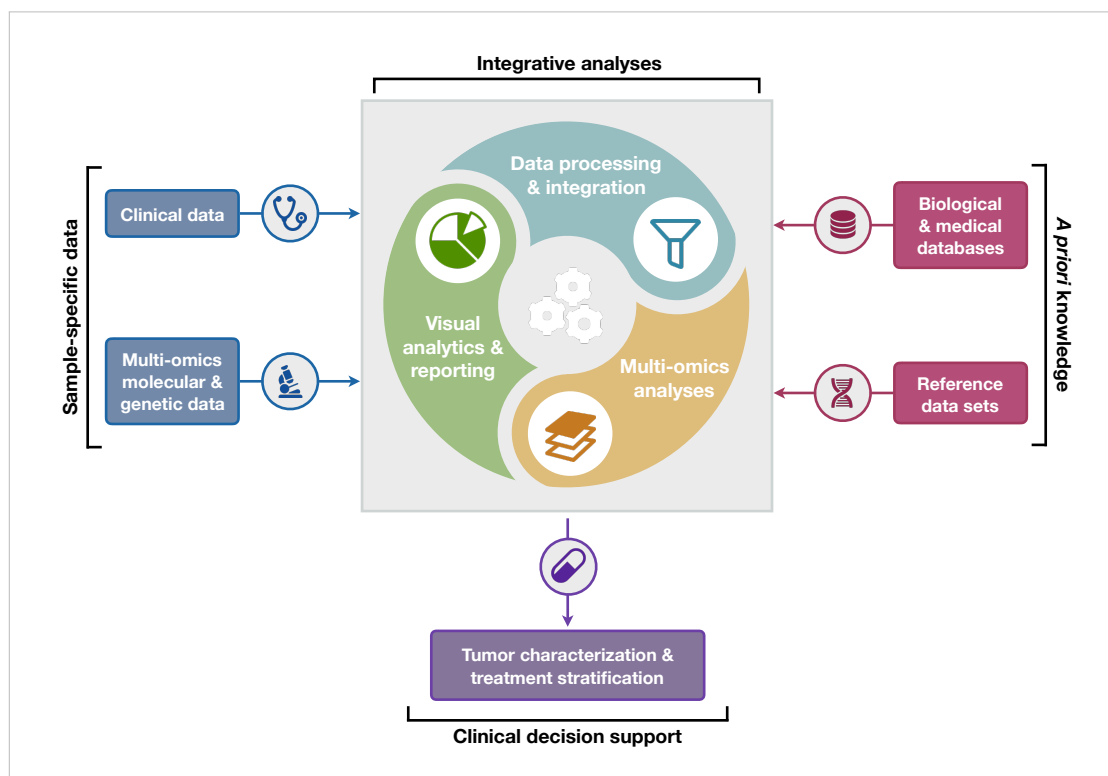 Integrative analyses
Sample-specific data
Clinical data
Multi-omics
molecular &
genetic data
Data processing
& integration
Visual
analytics &
reporting
Multi-omics
analyses
Biological
& medical
databases
Reference
data sets
A priori knowledge
Tumor characterization &
treatment stratification
Clinical decision support